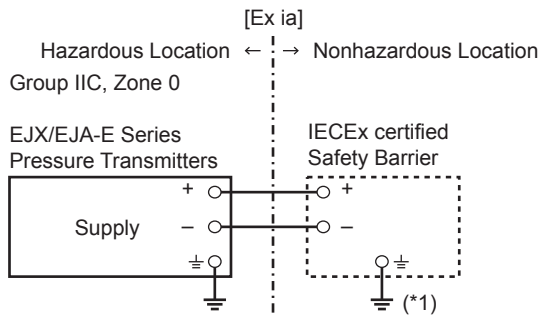 [Ex ia]
Hazardous Location ← → Nonhazardous Location
Group IIC, Zone 0
EJX/EJA-E Series
Pressure Transmitters
IECEx certified
Safety Barrier
+ +
Supply – –
(*1)